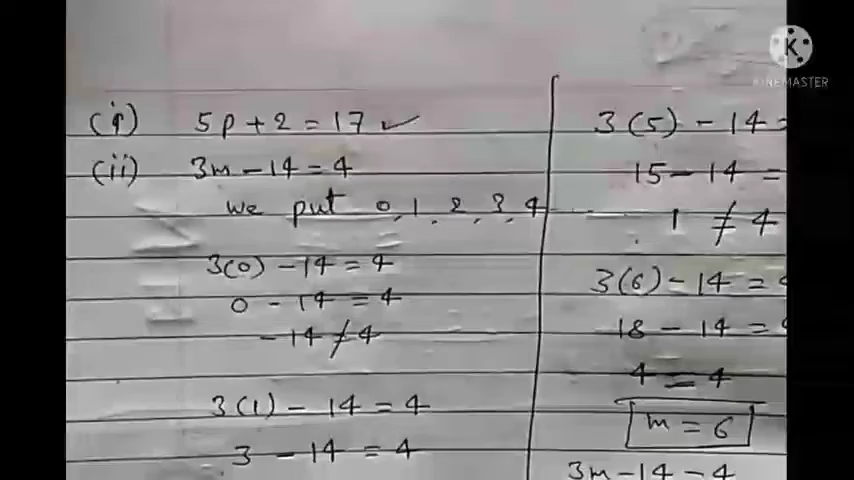 (i) 5p + 2 = 17 ✓
(ii) 3m - 14 = 4
we put 0, 1, 2, 3, 4
3(0) - 14 = 4
0 - 14 = 4
-14 ≠ 4
3(1) - 14 = 4
3 - 14 = 4
3(5) - 14 =
15 - 14 =
1 ≠ 4
3(6) - 14 = 4
18 - 14 = 4
4 = 4
m = 6
3m - 14 - 4
K
KINEMASTER